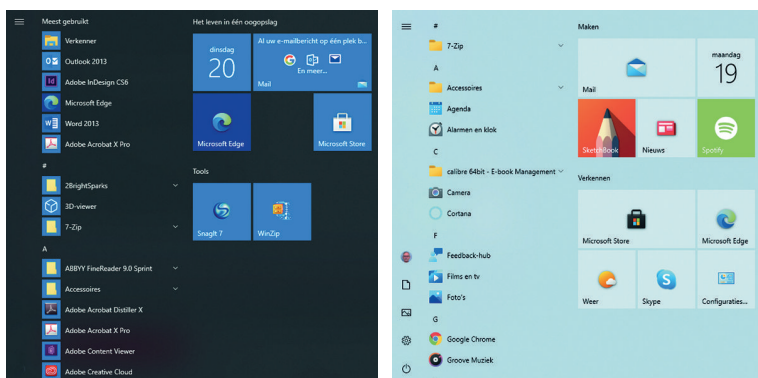 Meest gebruikt
Verkenner
Outlook 2013
Adobe InDesign CS6
Microsoft Edge
Word 2013
Adobe Acrobat X Pro
#
2BrightSparks
3D-viewer
7-Zip
A
ABBYY FineReader 9.0 Sprint
Accessoires
Adobe Acrobat Distiller X
Adobe Acrobat X Pro
Adobe Content Viewer
Adobe Creative Cloud
Het leven in één oogopslag
dinsdag
20
Al uw e-mailbericht op één plek b...
En meer...
Mail
Microsoft Edge
Microsoft Store
Tools
SnagIt 7
WinZip
#
7-Zip
A
Accessoires
Agenda
Alarmen en klok
C
calibre 64bit - E-book Management
Camera
Cortana
F
Feedback-hub
Films en tv
Foto's
G
Google Chrome
Groove Muziek
Maken
Mail
maandag
19
SketchBook
Nieuws
Spotify
Verkennen
Microsoft Store
Microsoft Edge
Weer
Skype
Configuraties...